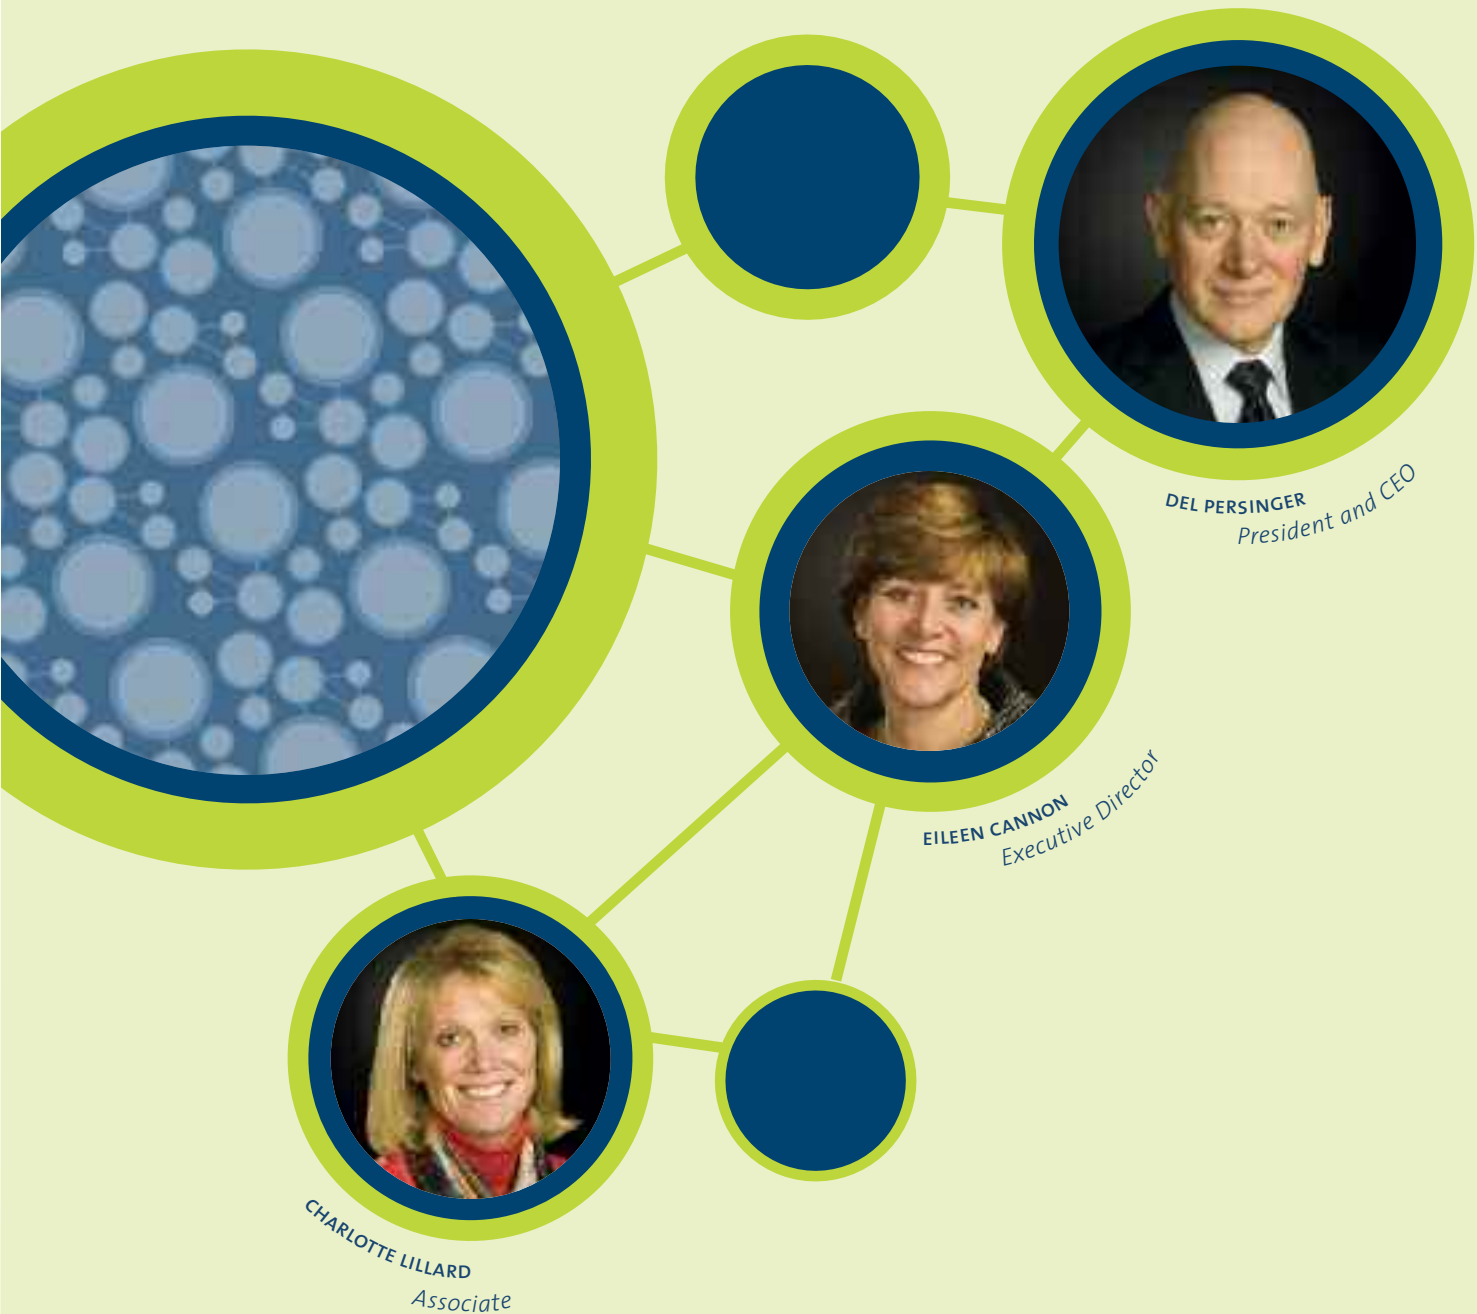 DEL PERSINGER
President and CEO
EILEEN CANNON
Executive Director
CHARLOTTE LILLARD
Associate